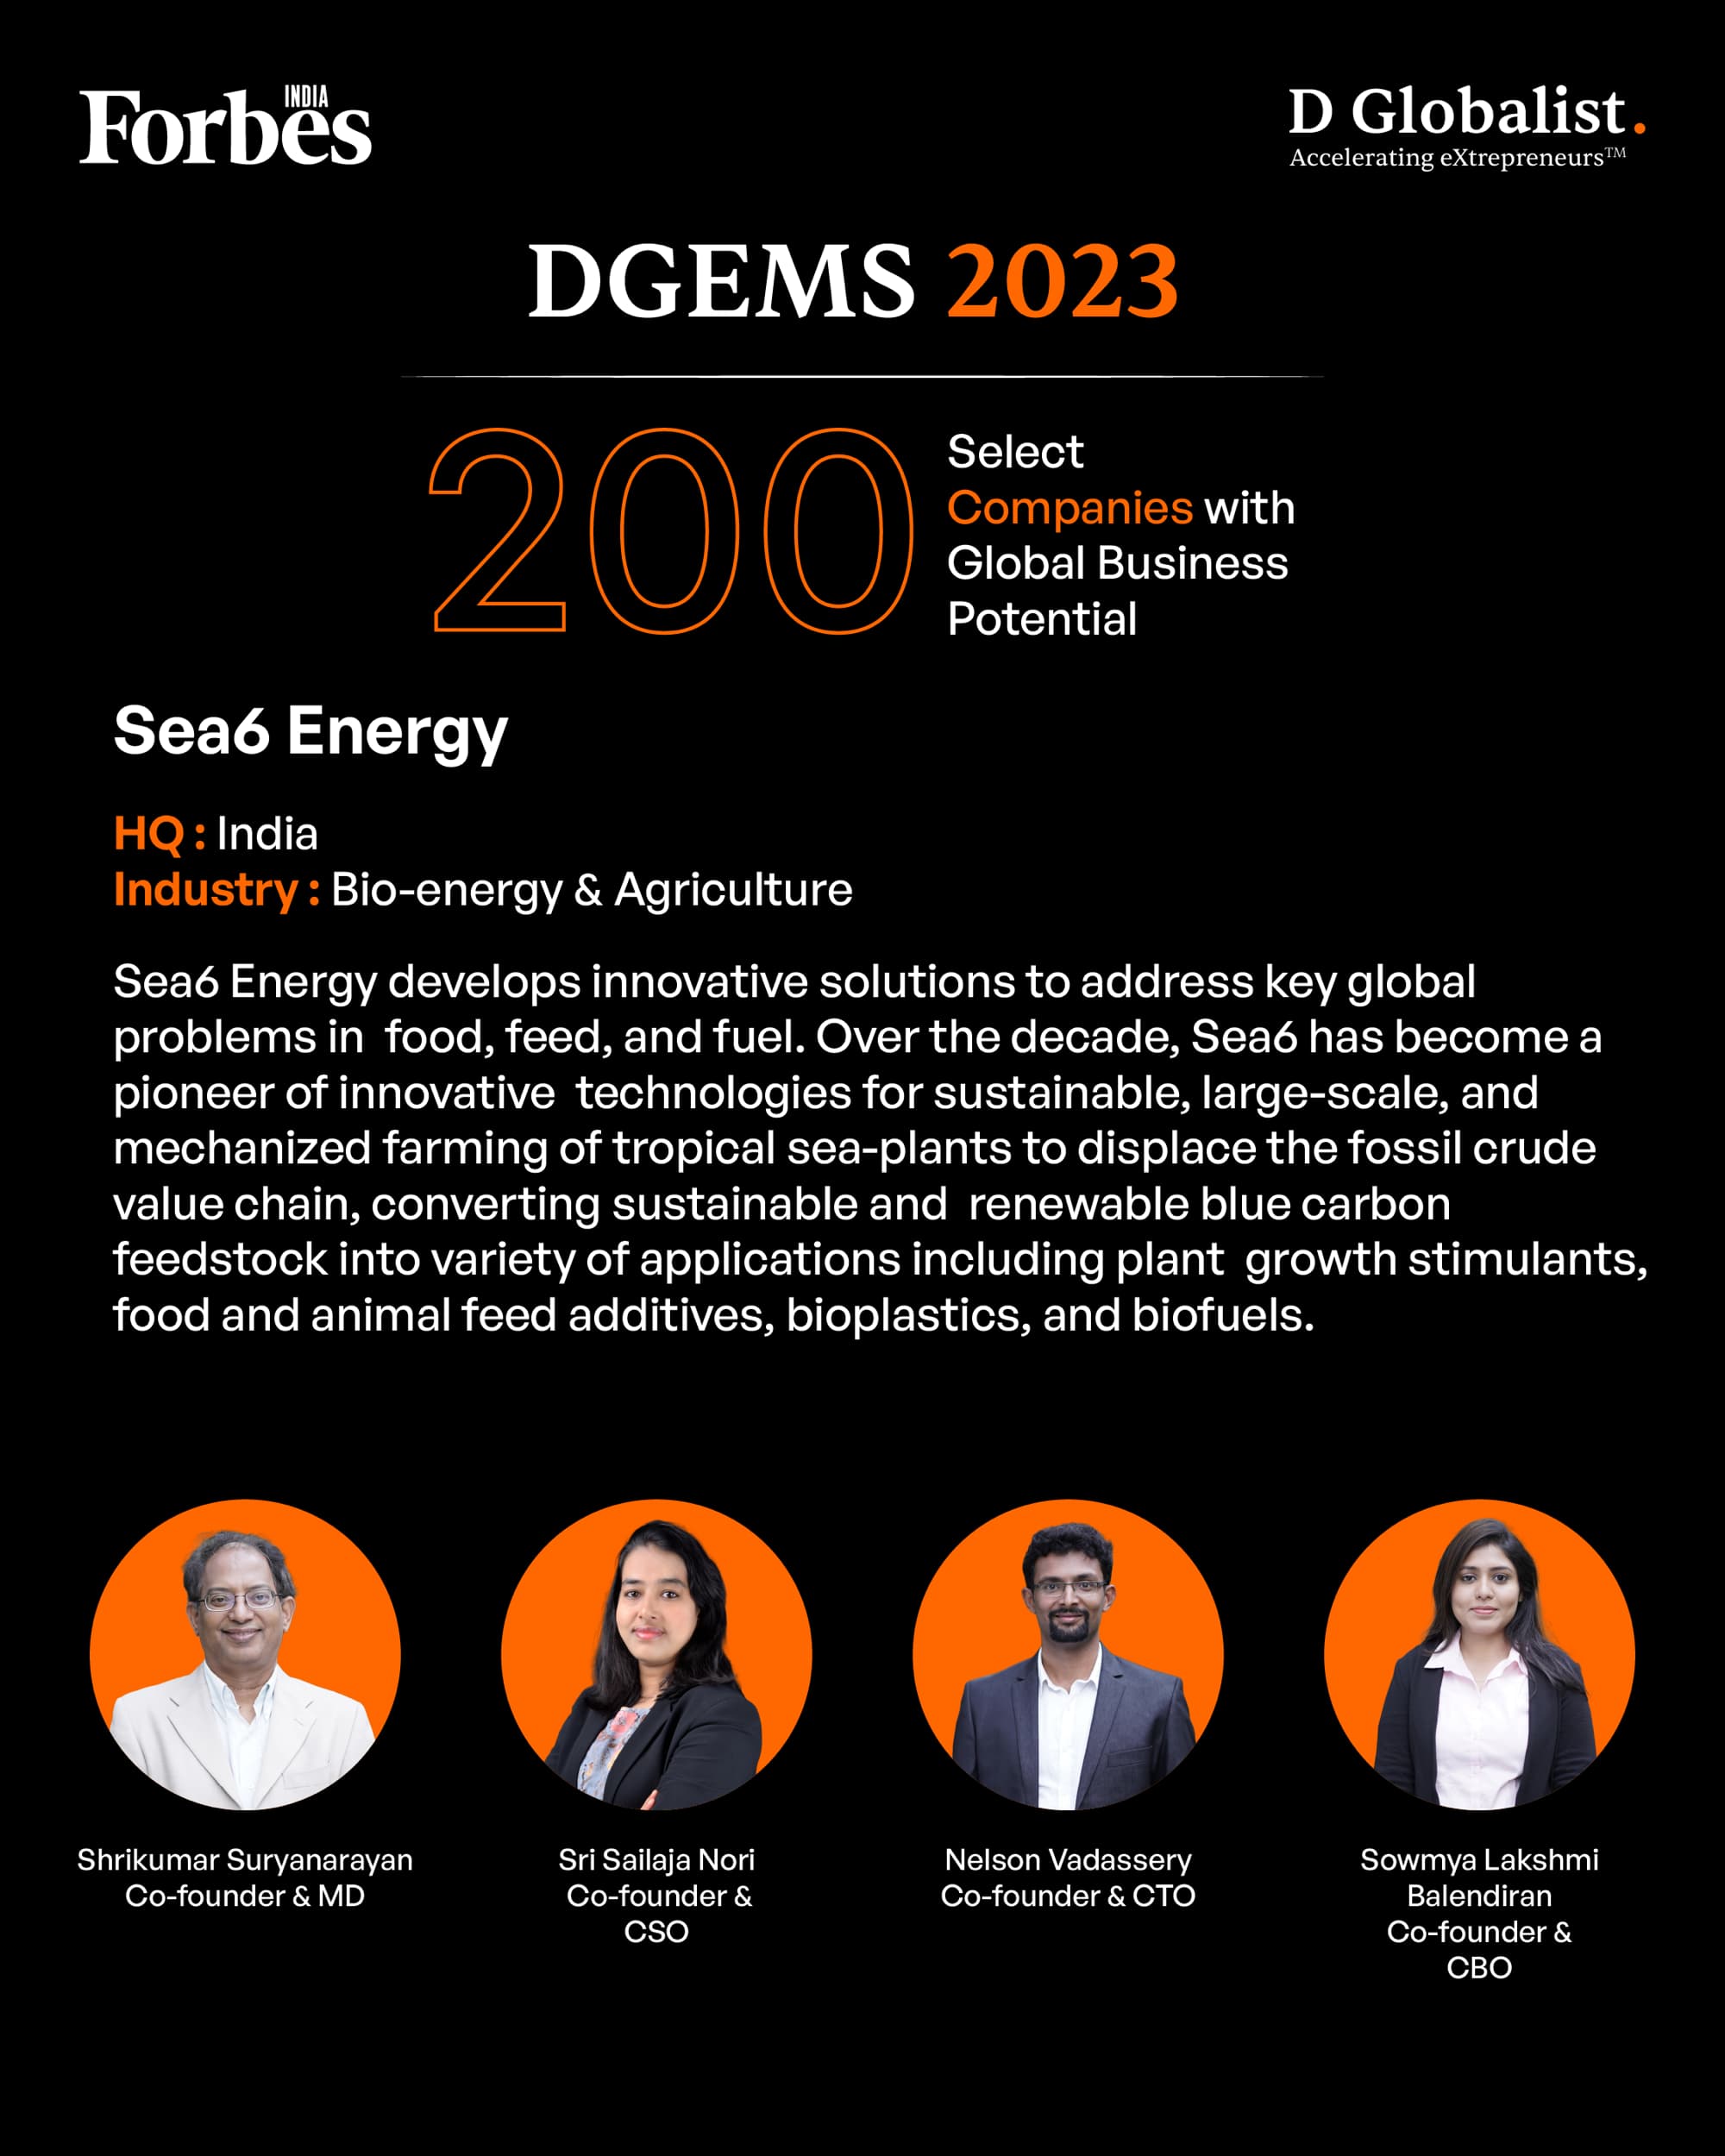 Forbes INDIA
D Globalist.
Accelerating eXtrepreneurs™
DGEMS 2023
200
Select
Companies with
Global Business
Potential
Sea6 Energy
HQ : India
Industry : Bio-energy & Agriculture
Sea6 Energy develops innovative solutions to address key global
problems in  food, feed, and fuel. Over the decade, Sea6 has become a
pioneer of innovative  technologies for sustainable, large-scale, and
mechanized farming of tropical sea-plants to displace the fossil crude
value chain, converting sustainable and  renewable blue carbon
feedstock into variety of applications including plant  growth stimulants,
food and animal feed additives, bioplastics, and biofuels.
Shrikumar Suryanarayan
Co-founder & MD
Sri Sailaja Nori
Co-founder &
CSO
Nelson Vadassery
Co-founder & CTO
Sowmya Lakshmi
Balendiran
Co-founder &
CBO